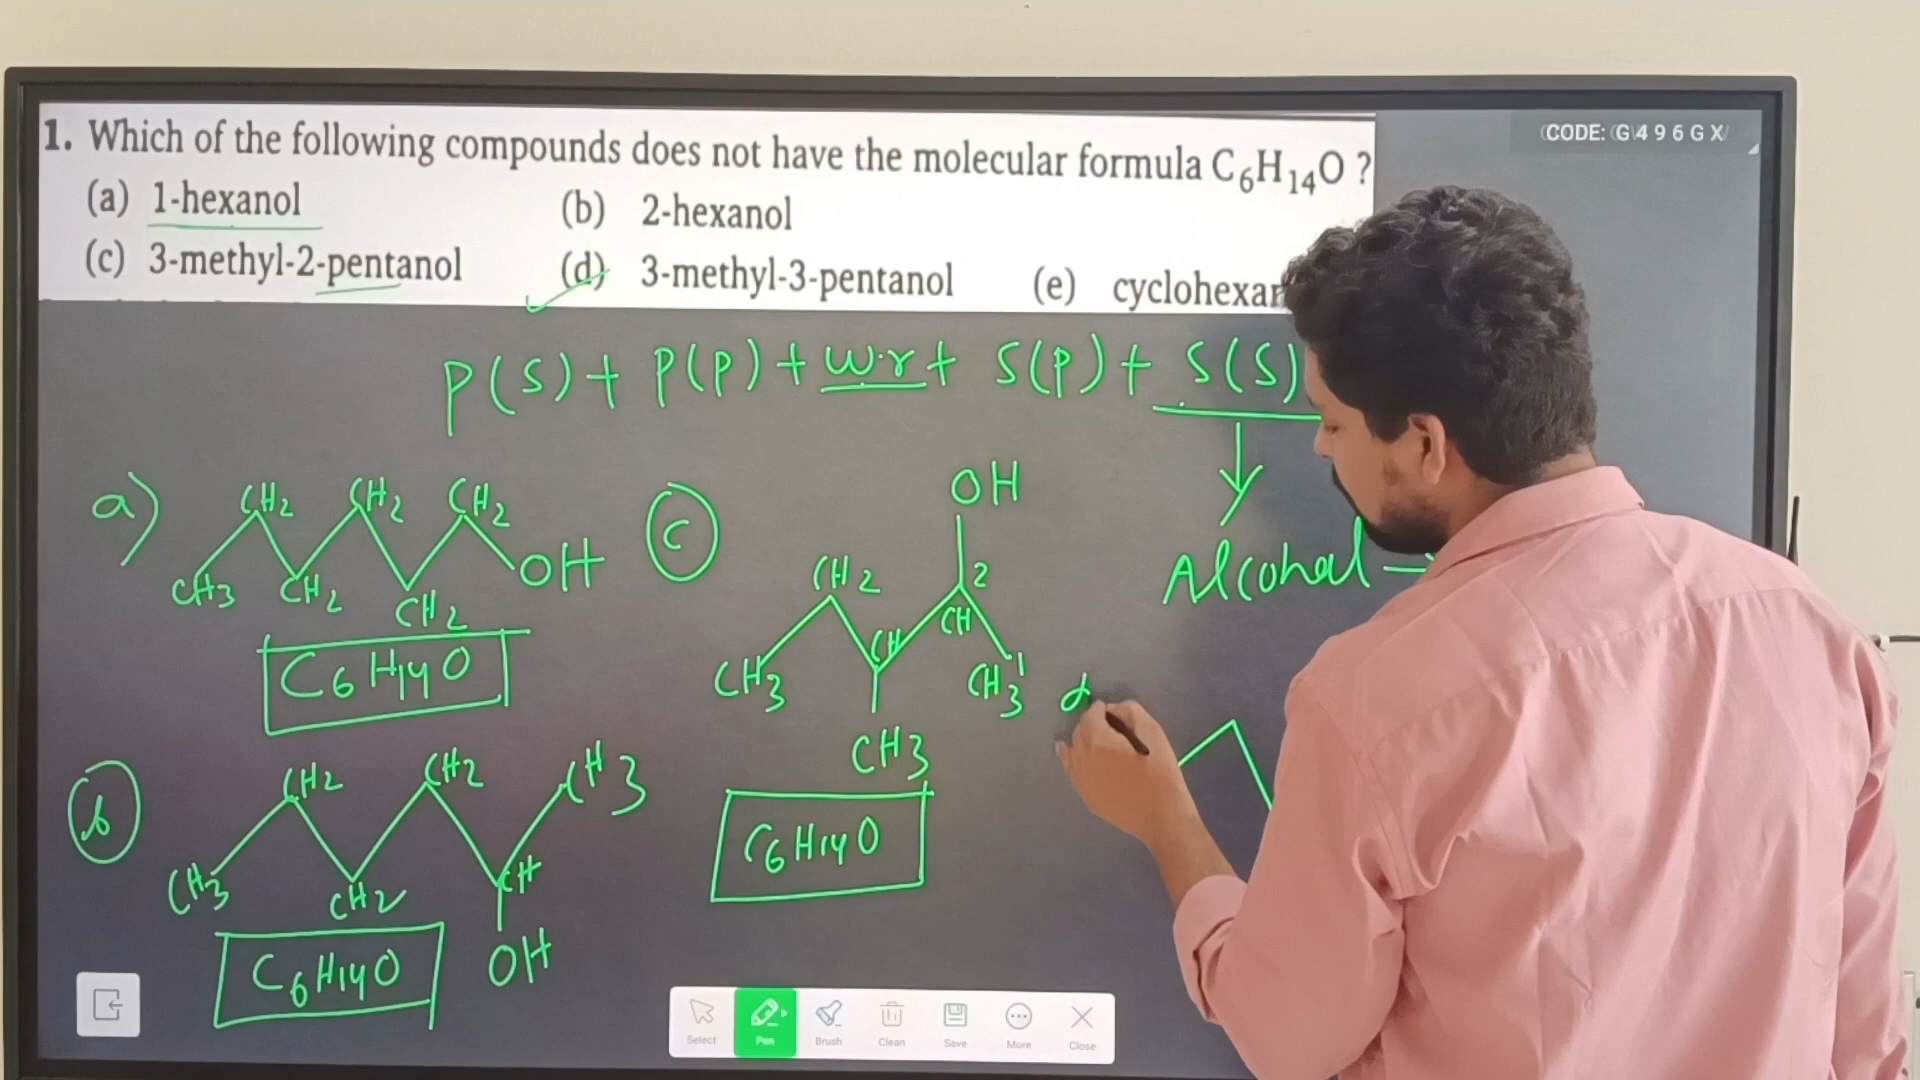 1. Which of the following compounds does not have the molecular formula C₆H₁₄O ?
(a) 1-hexanol (b) 2-hexanol
(c) 3-methyl-2-pentanol (d) 3-methyl-3-pentanol (e)
CODE: G496GX
P(S) + P(P) + w.r + S(P) + S(S)
Alcohol –
a)
CH2 CH2 CH2
CH3 CH2 CH2 OH
C6H14O
b
CH2 CH2 CH3
CH3 CH2 CH
OH
C6H14O
c
OH
CH2 2
CH CH
CH3 CH3 1
CH3
C6H14O
d
Select Pen Brush Clean Save More Close